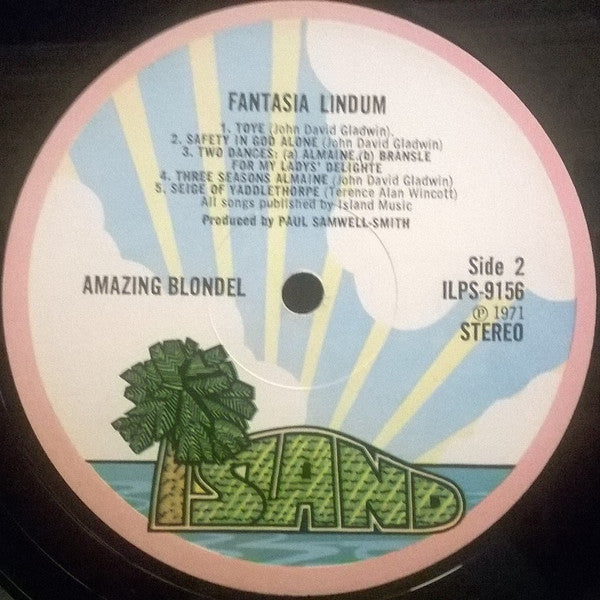 FANTASIA LINDUM
1. TOYE (John David Gladwin).
2. SAFETY IN GOD ALONE (John David Gladwin)
3. TWO DANCES: (a) ALMAINE,(b) BRANSLE
FOR MY LADYS' DELIGHTE
4. THREE SEASONS ALMAINE (John David Gladwin)
5. SEIGE OF YADDLETHORPE (Terence Alan Wincott)
All songs published by Island Music
Produced by PAUL SAMWELL-SMITH
AMAZING BLONDEL
Side 2
ILPS-9156
Ⓟ 1971
STEREO
ISLAND